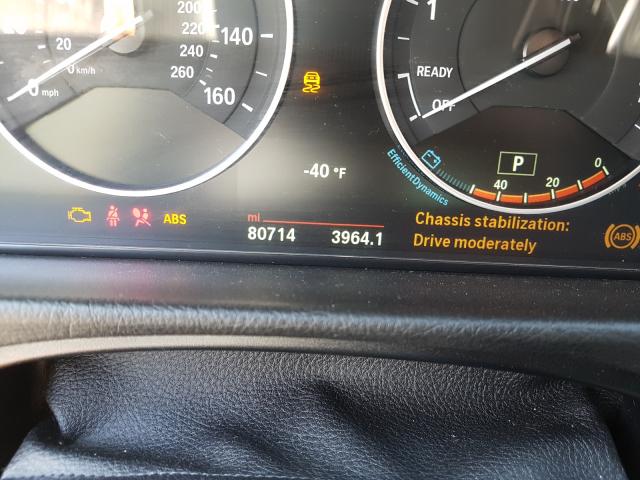 200
220
240
260
140
160
20
0 km/h
0 mph
1
READY
OFF
EfficientDynamics
P
40 20 0
-40 °F
ABS
mi
80714 3964.1
Chassis stabilization:
Drive moderately
(ABS)